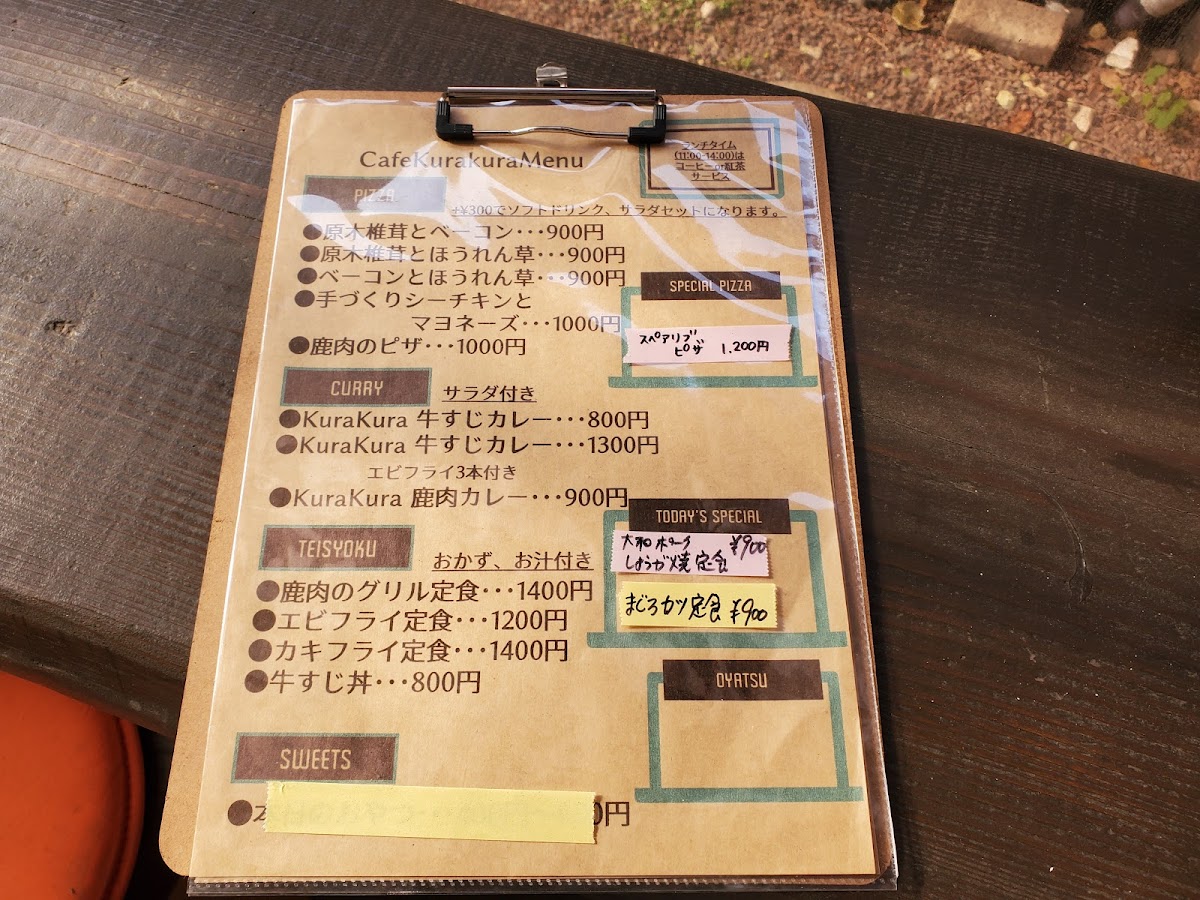 CafeKurakuraMenu
ランチタイム
(11:00-14:00)は
コーヒーor紅茶
サービス
PIZZA
+¥300でソフトドリンク、サラダセットになります。
●原木椎茸とベーコン･･･900円
●原木椎茸とほうれん草･･･900円
●ベーコンとほうれん草･･･900円
●手づくりシーチキンと
マヨネーズ･･･1000円
●鹿肉のピザ･･･1000円
SPECIAL PIZZA
スペアリブ
ピザ 1,200円
CURRY
サラダ付き
●KuraKura 牛すじカレー･･･800円
●KuraKura 牛すじカレー･･･1300円
エビフライ3本付き
●KuraKura 鹿肉カレー･･･900円
TODAY'S SPECIAL
大和ポーク ¥900
しょうが焼定食
まぐろカツ定食 ¥900
TEISYOKU
おかず、お汁付き
●鹿肉のグリル定食･･･1400円
●エビフライ定食･･･1200円
●カキフライ定食･･･1400円
●牛すじ丼･･･800円
OYATSU
SWEETS
● 0円